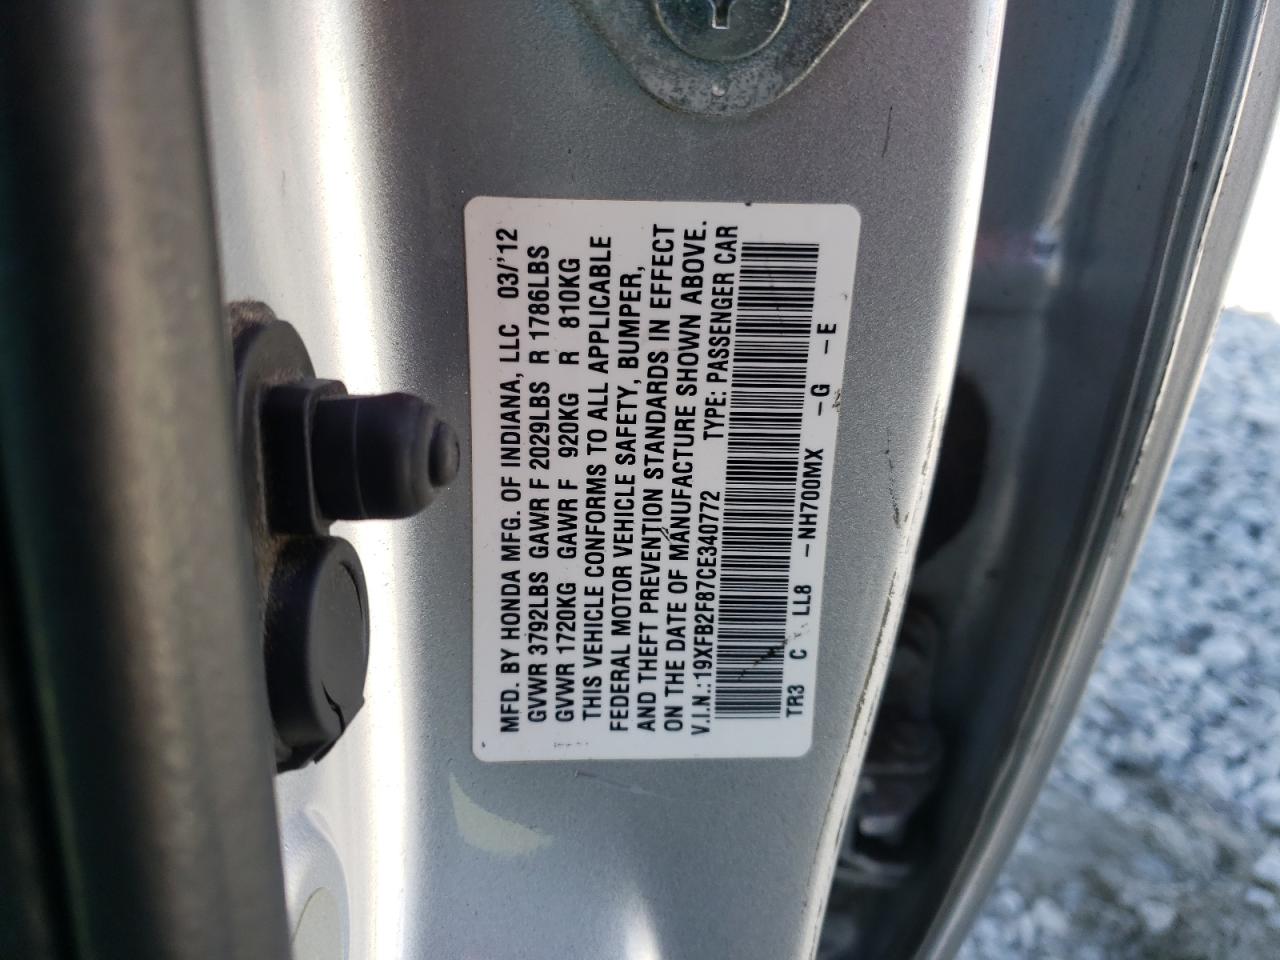 MFD. BY HONDA MFG. OF INDIANA, LLC 03/'12
GVWR 3792LBS GAWR F 2029LBS R 1786LBS
GVWR 1720KG GAWR F 920KG R 810KG
THIS VEHICLE CONFORMS TO ALL APPLICABLE
FEDERAL MOTOR VEHICLE SAFETY, BUMPER,
AND THEFT PREVENTION STANDARDS IN EFFECT
ON THE DATE OF MANUFACTURE SHOWN ABOVE.
V.I.N.:19XFB2F87CE340772 TYPE: PASSENGER CAR
TR3 C LL8 -NH700MX -G -E